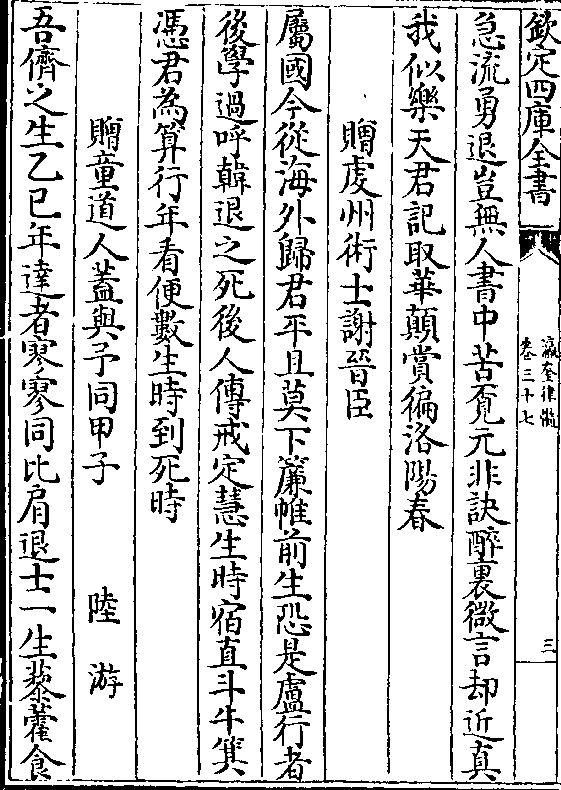 欽定四庫全書
瀛奎律髓
卷三十七
三
急流勇退豈無人書中苦覔元非訣醉裏微言却近真
我似樂天君記取華顛賞徧洛陽春
贈䖏州術士謝晉臣
屬國今從海外歸君平且莫下簾帷前生恐是盧行者
後學過呼韓退之死後人傳戒定慧生時宿直斗牛箕
憑君為算行年看便數生時到死時
贈童道人蓋與予同甲子 陸游
吾儕之生乙巳年達者寥寥同比肩退士一生藜藿食